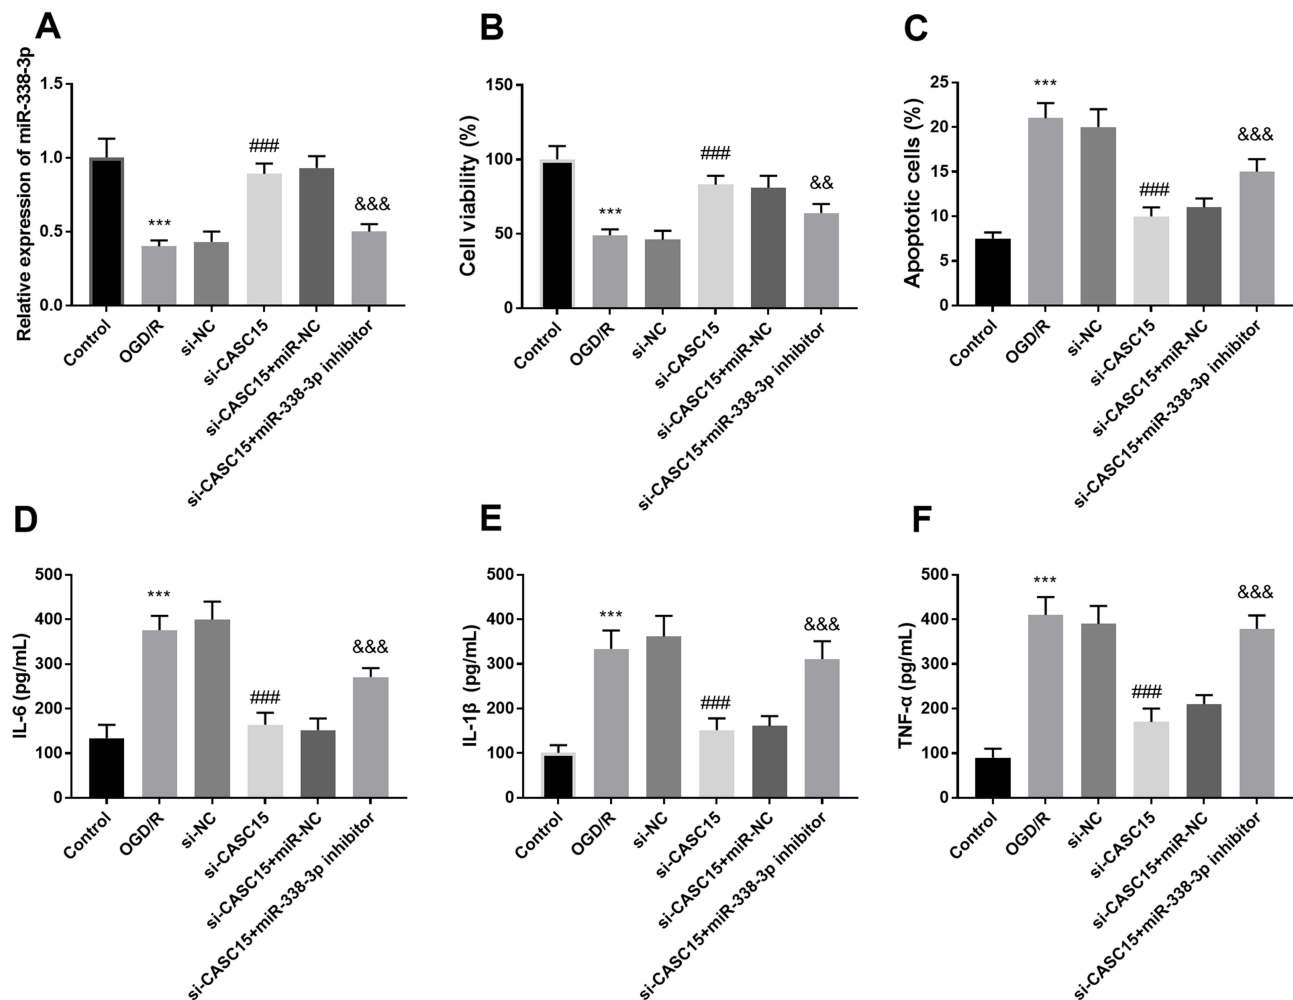 A
Relative expression of miR-338-3p
1.5
1.0
0.5
0.0
***
###
&&&
Control
OGD/R
si-NC
si-CASC15
si-CASC15+miR-NC
si-CASC15+miR-338-3p inhibitor
B
Cell viability (%)
150
100
50
0
***
###
&&
Control
OGD/R
si-NC
si-CASC15
si-CASC15+miR-NC
si-CASC15+miR-338-3p inhibitor
C
Apoptotic cells (%)
25
20
15
10
5
0
***
###
&&&
Control
OGD/R
si-NC
si-CASC15
si-CASC15+miR-NC
si-CASC15+miR-338-3p inhibitor
D
IL-6 (pg/mL)
500
400
300
200
100
0
***
###
&&&
Control
OGD/R
si-NC
si-CASC15
si-CASC15+miR-NC
si-CASC15+miR-338-3p inhibitor
E
IL-1β (pg/mL)
500
400
300
200
100
0
***
###
&&&
Control
OGD/R
si-NC
si-CASC15
si-CASC15+miR-NC
si-CASC15+miR-338-3p inhibitor
F
TNF-α (pg/mL)
500
400
300
200
100
0
***
###
&&&
Control
OGD/R
si-NC
si-CASC15
si-CASC15+miR-NC
si-CASC15+miR-338-3p inhibitor